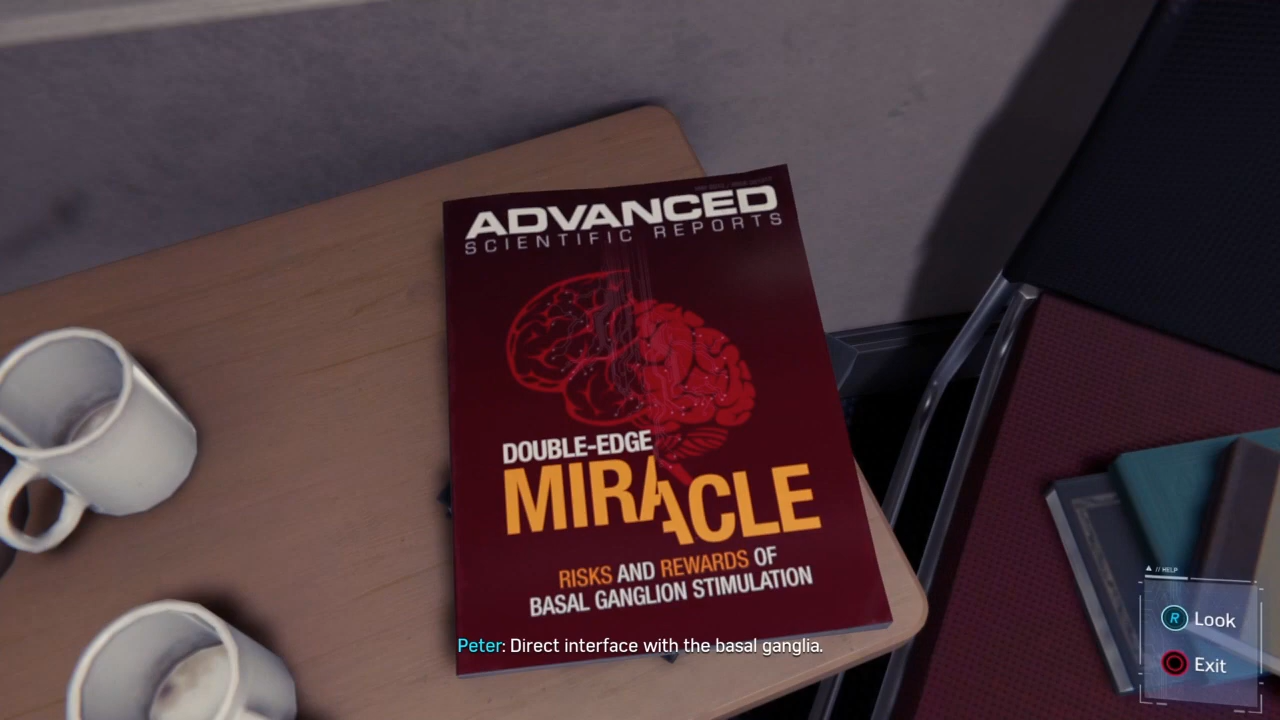 ADVANCED
SCIENTIFIC REPORTS
DOUBLE-EDGE
MIRACLE
RISKS AND REWARDS OF
BASAL GANGLION STIMULATION
Peter: Direct interface with the basal ganglia.
// HELP
R Look
Exit